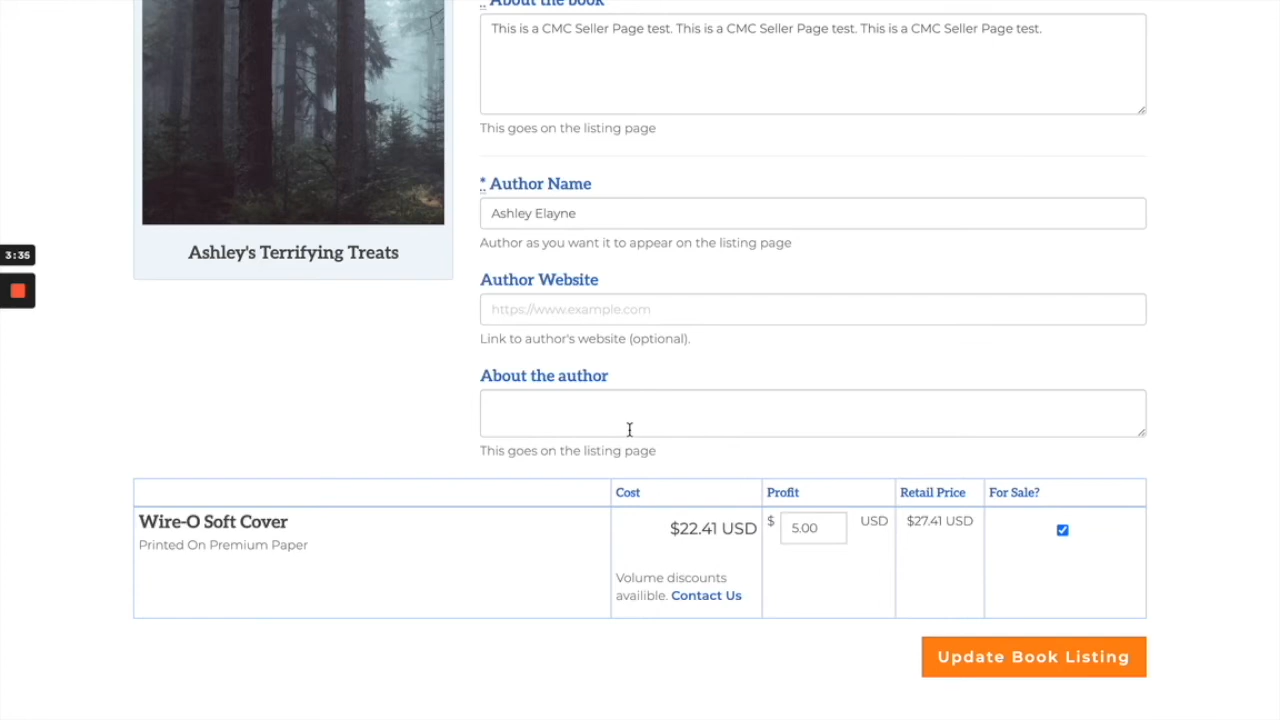 * About the book
This is a CMC Seller Page test. This is a CMC Seller Page test. This is a CMC Seller Page test.
This goes on the listing page
* Author Name
Ashley Elayne
Author as you want it to appear on the listing page
3:35
Ashley's Terrifying Treats
Author Website
https://www.example.com
Link to author's website (optional).
About the author
This goes on the listing page
Cost Profit Retail Price For Sale?
Wire-O Soft Cover $22.41 USD $ 5.00 USD $27.41 USD
Printed On Premium Paper
Volume discounts
availible. Contact Us
Update Book Listing